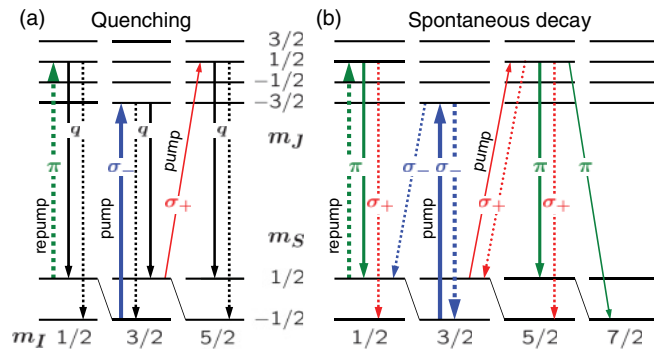 (a) Quenching
(b) Spontaneous decay
3/2
1/2
−1/2
−3/2
m_J
m_S
1/2
−1/2
q
q
q
π
σ−
σ+
repump
pump
pump
m_I 1/2 3/2 5/2
π
σ+
σ− σ−
σ+
π
σ+
π
repump
pump
pump
1/2 3/2 5/2 7/2